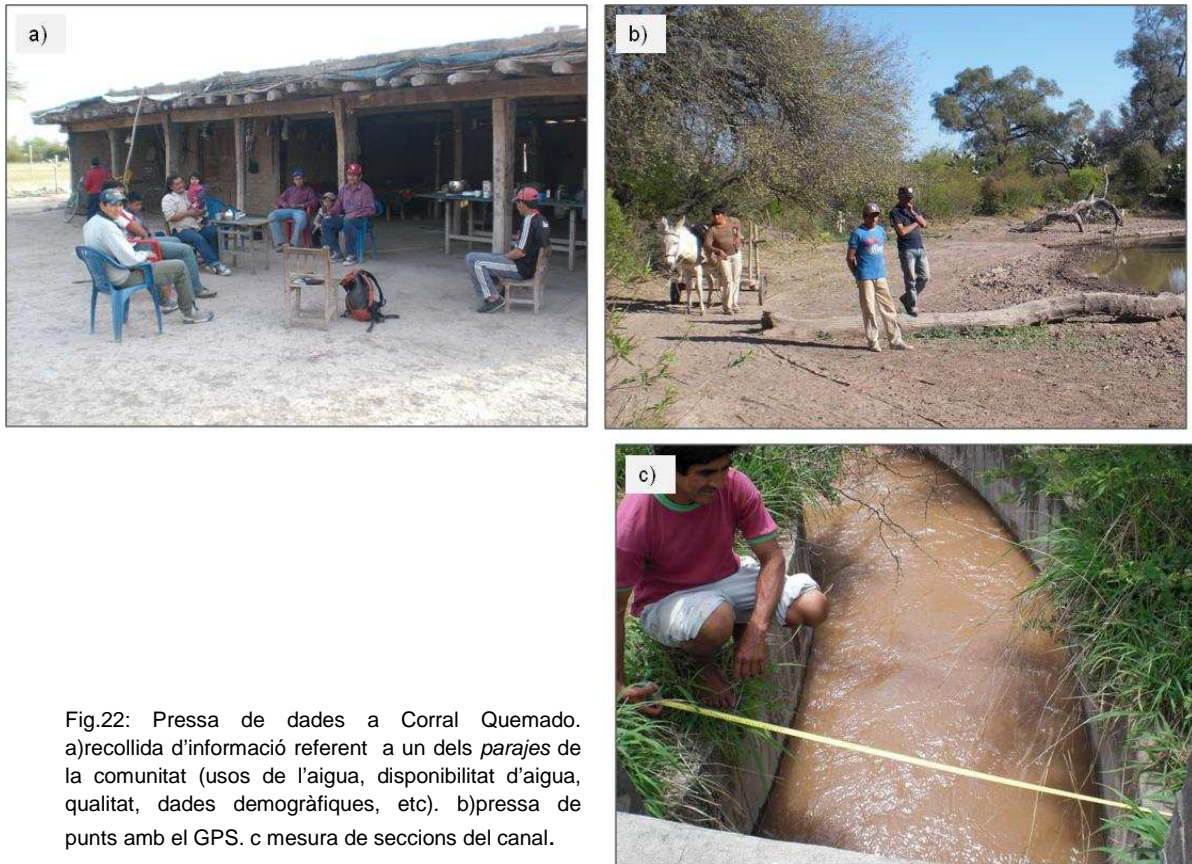 a)
b)
c)
Fig.22: Pressa de dades a Corral Quemado.
a)recollida d'informació referent a un dels parajes de
la comunitat (usos de l'aigua, disponibilitat d'aigua,
qualitat, dades demogràfiques, etc). b)pressa de
punts amb el GPS. c mesura de seccions del canal.